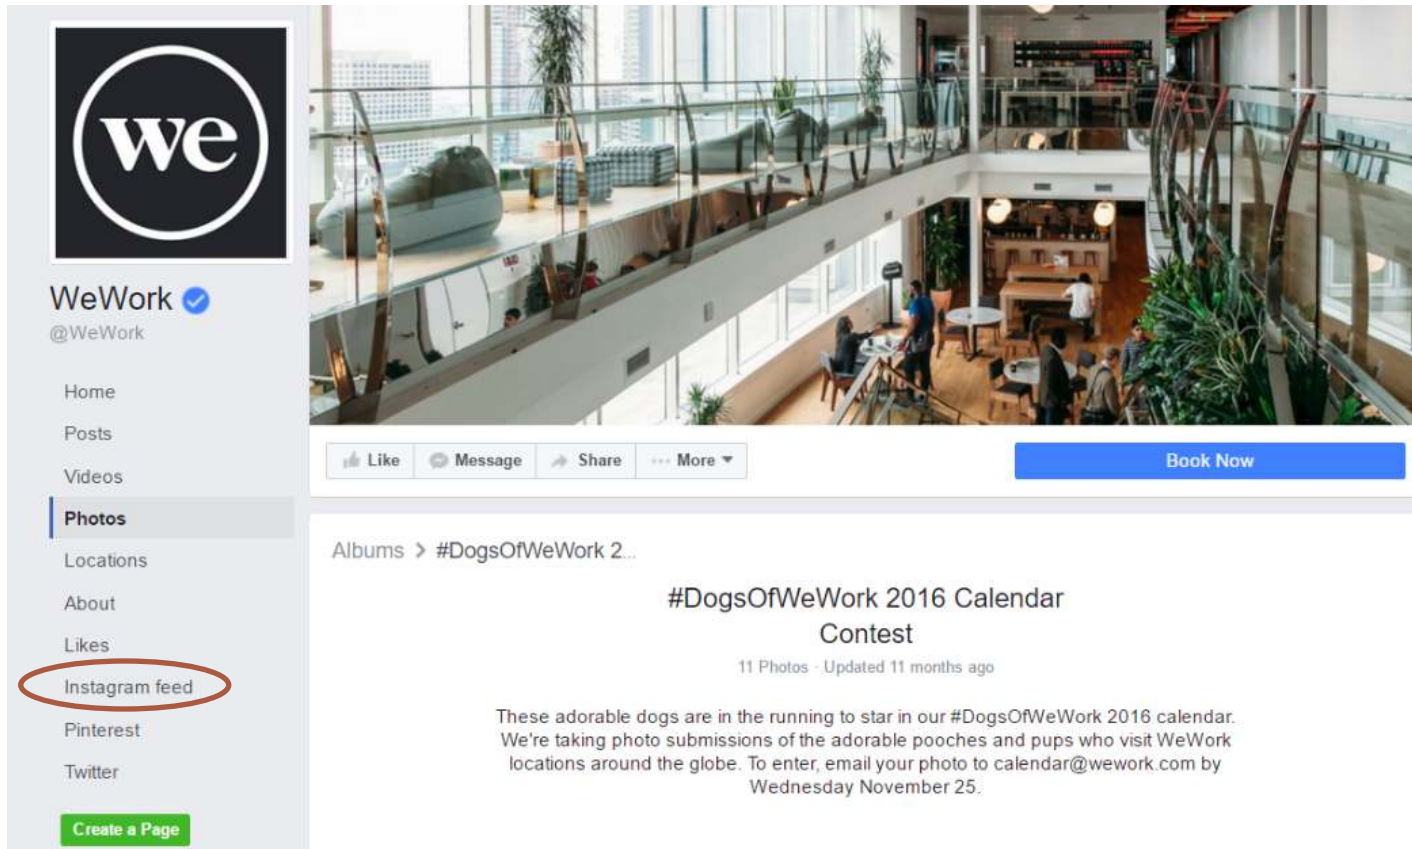 we
WeWork
@WeWork
Home
Posts
Videos
Photos
Locations
About
Likes
Instagram feed
Pinterest
Twitter
Create a Page
Like Message Share ··· More
Book Now
Albums > #DogsOfWeWork 2...
#DogsOfWeWork 2016 Calendar
Contest
11 Photos · Updated 11 months ago
These adorable dogs are in the running to star in our #DogsOfWeWork 2016 calendar.
We're taking photo submissions of the adorable pooches and pups who visit WeWork
locations around the globe. To enter, email your photo to calendar@wework.com by
Wednesday November 25.